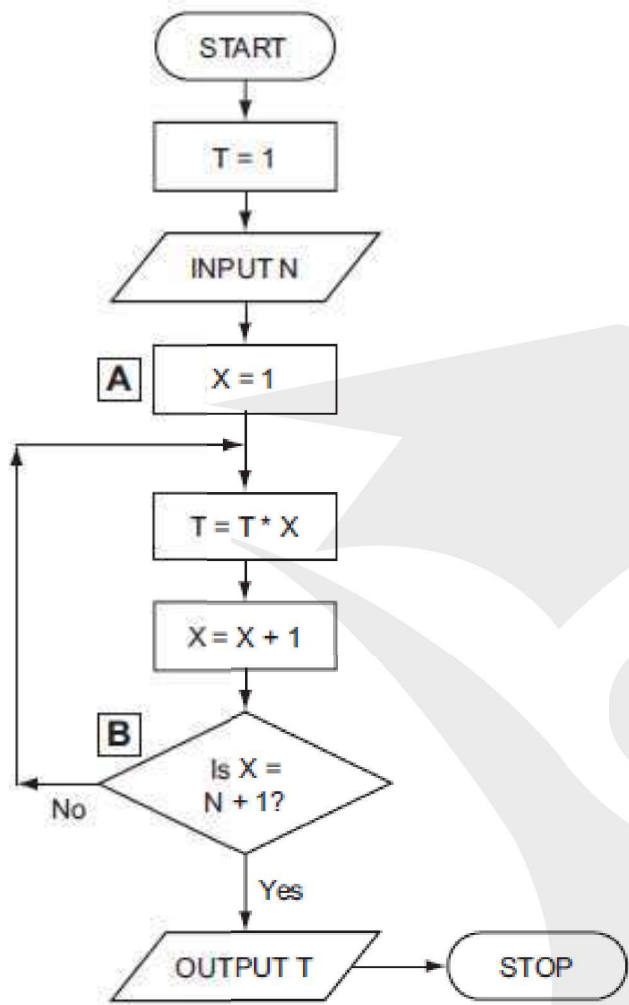 START
T = 1
INPUT N
A
X = 1
T = T * X
X = X + 1
B
Is X =
N + 1?
No
Yes
OUTPUT T
STOP